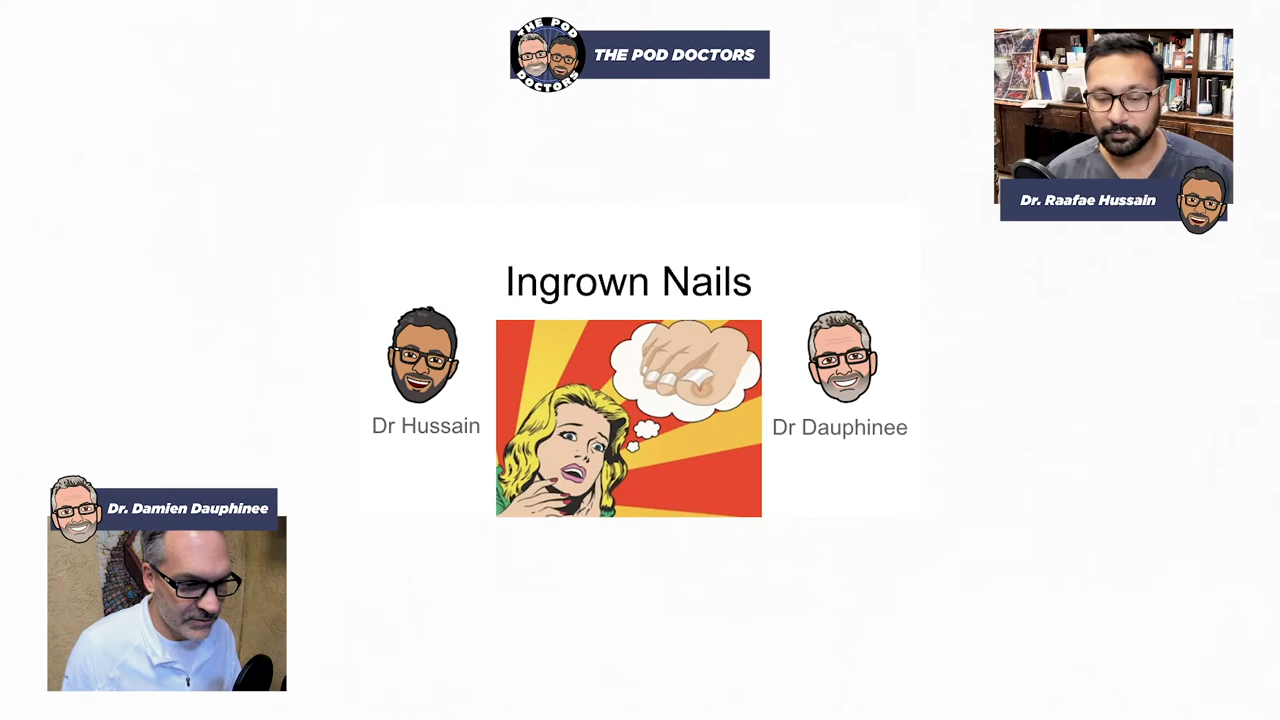 THE POD
DOCTORS
THE POD DOCTORS
Dr. Raafae Hussain
Ingrown Nails
Dr Hussain
Dr Dauphinee
Dr. Damien Dauphinee